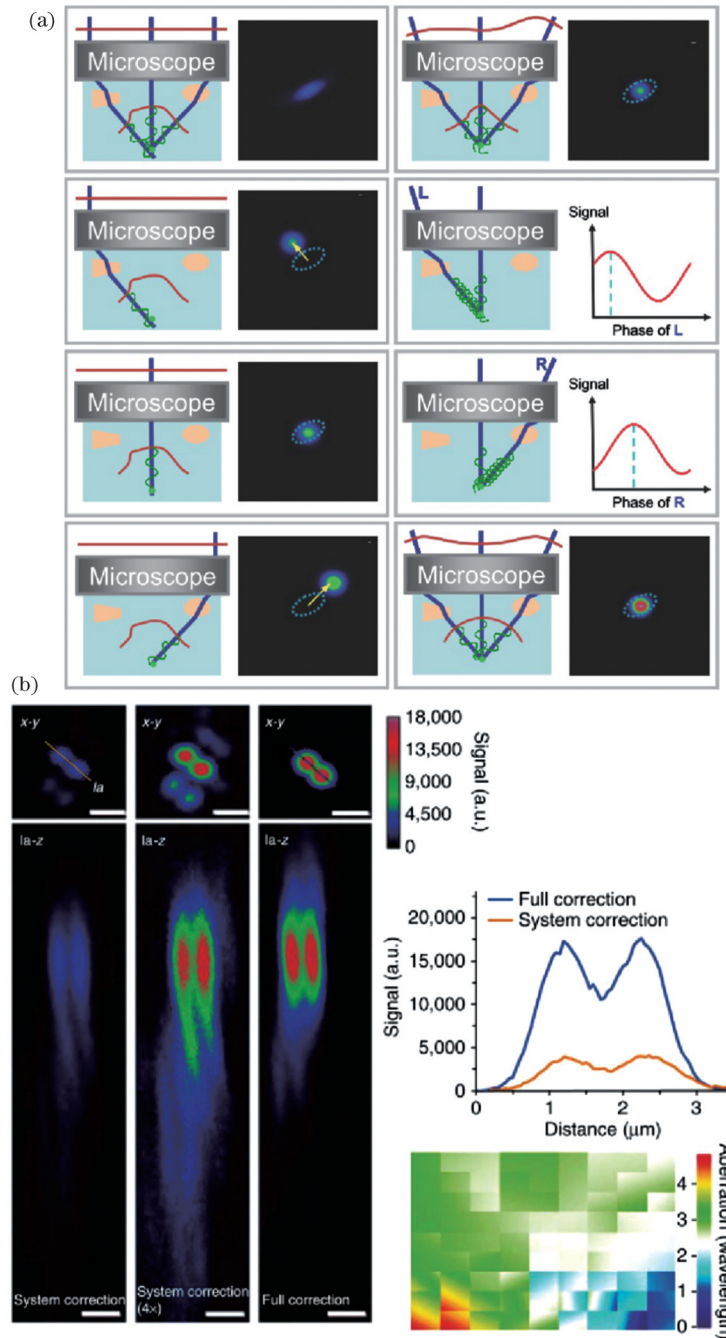 (a)
Microscope
Microscope
Microscope
L
Microscope
Signal
Phase of L
Microscope
R
Microscope
Signal
Phase of R
Microscope
Microscope
(b)
x-y
la
x-y
x-y
18,000
13,500
9,000
4,500
0
Signal (a.u.)
la-z
System correction
la-z
System correction
(4×)
la-z
Full correction
Full correction
System correction
20,000
15,000
10,000
5,000
0
Signal (a.u.)
0
1
2
3
Distance (μm)
4
3
2
1
0
Aberration (wavelength)